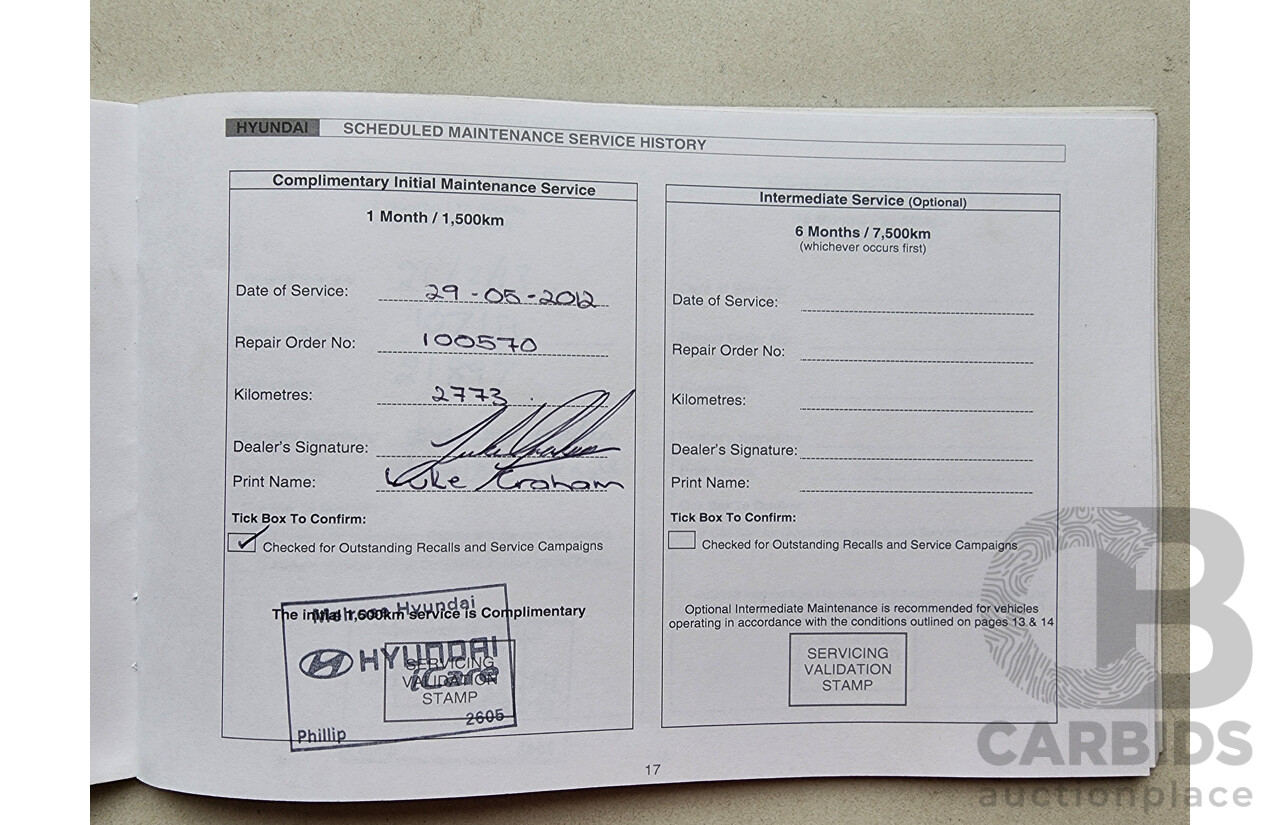 HYUNDAI SCHEDULED MAINTENANCE SERVICE HISTORY
Complimentary Initial Maintenance Service
1 Month / 1,500km
Date of Service: 29-05-2012
Repair Order No: 100570
Kilometres: 2773
Dealer's Signature:
Print Name: Luke Graham
Tick Box To Confirm:
Checked for Outstanding Recalls and Service Campaigns
The initial 1,500km service is Complimentary
Hyundai
HYUNDAI
iCars
SERVICING
VALIDATION
STAMP
2605
Phillip
Intermediate Service (Optional)
6 Months / 7,500km
(whichever occurs first)
Date of Service:
Repair Order No:
Kilometres:
Dealer's Signature:
Print Name:
Tick Box To Confirm:
Checked for Outstanding Recalls and Service Campaigns
Optional Intermediate Maintenance is recommended for vehicles
operating in accordance with the conditions outlined on pages 13 & 14
SERVICING
VALIDATION
STAMP
17
CB
CARBIDS
auctionplace